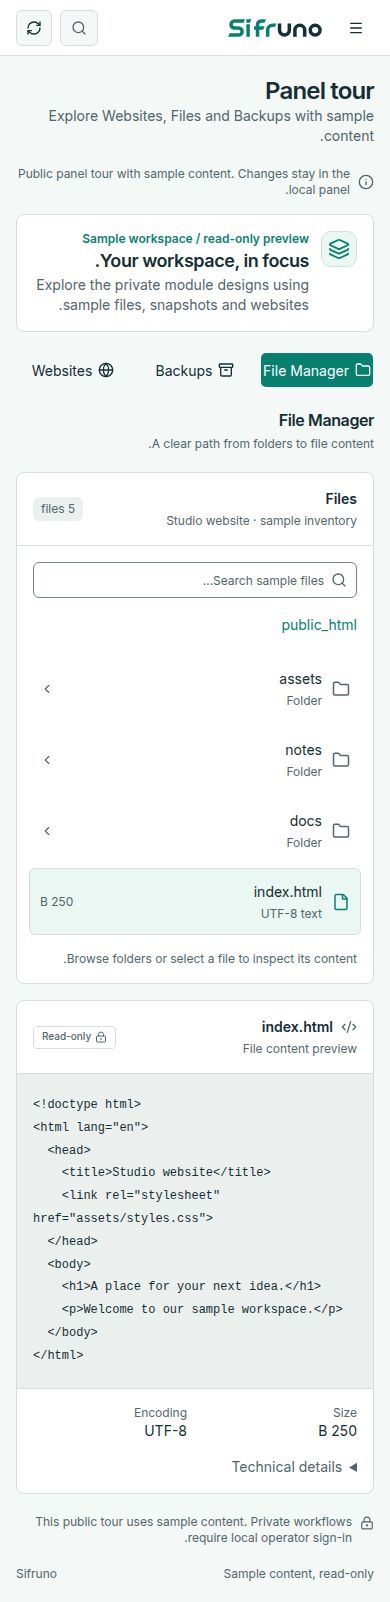 Sifruno
Panel tour
Explore Websites, Files and Backups with sample
.content
Public panel tour with sample content. Changes stay in the
.local panel
Sample workspace / read-only preview
.Your workspace, in focus
Explore the private module designs using
.sample files, snapshots and websites
File Manager
Backups
Websites
File Manager
.A clear path from folders to file content
Files
files 5
Studio website · sample inventory
...Search sample files
public_html
assets
Folder
notes
Folder
docs
Folder
index.html
B 250
UTF-8 text
.Browse folders or select a file to inspect its content
index.html
Read-only
File content preview
<!doctype html>
<html lang="en">
<head>
<title>Studio website</title>
<link rel="stylesheet"
href="assets/styles.css">
</head>
<body>
<h1>A place for your next idea.</h1>
<p>Welcome to our sample workspace.</p>
</body>
</html>
Size
B 250
Encoding
UTF-8
Technical details
This public tour uses sample content. Private workflows
.require local operator sign-in
Sample content, read-only
Sifruno